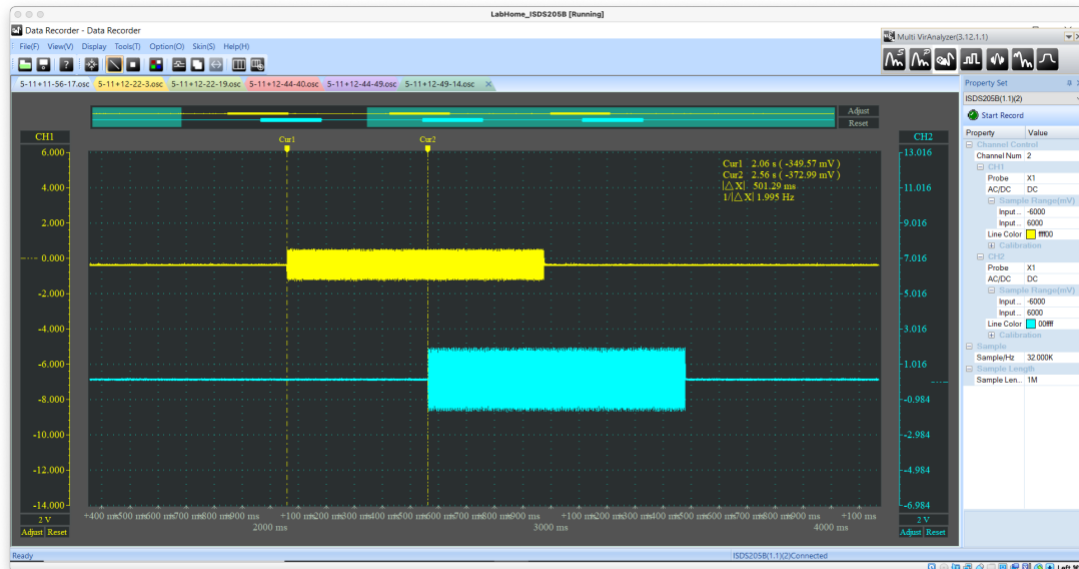 LabHome_ISDS205B [Running]
Data Recorder - Data Recorder
File(F) View(V) Display Tools(T) Option(O) Skin(S) Help(H)
Multi VirAnalyzer(3.12.1.1)
5-11+11-56-17.osc 5-11+12-22-3.osc 5-11+12-22-19.osc 5-11+12-44-40.osc 5-11+12-44-49.osc 5-11+12-49-14.osc
Property Set
ISDS205B(1.1)(2)
Start Record
Property Value
Channel Control
Channel Num 2
CH1
Probe X1
AC/DC DC
Sample Range(mV)
Input... -6000
Input... 6000
Line Color ffff00
Calibration
CH2
Probe X1
AC/DC DC
Sample Range(mV)
Input... -6000
Input... 6000
Line Color 00ffff
Calibration
Sample
Sample/Hz 32.000K
Sample Length
Sample Len... 1M
Adjust
Reset
CH1
6.000
4.000
2.000
0.000
-2.000
-4.000
-6.000
-8.000
-10.000
-12.000
-14.000
2 V
Adjust Reset
Cur1 Cur2
Cur1 2.06 s ( -349.57 mV )
Cur2 2.56 s ( -372.99 mV )
|△X| 501.29 ms
1/|△X| 1.995 Hz
CH2
13.016
11.016
9.016
7.016
5.016
3.016
1.016
-0.984
-2.984
-4.984
-6.984
2 V
Adjust Reset
2000 ms 3000 ms 4000 ms
Ready
ISDS205B(1.1)(2)Connected